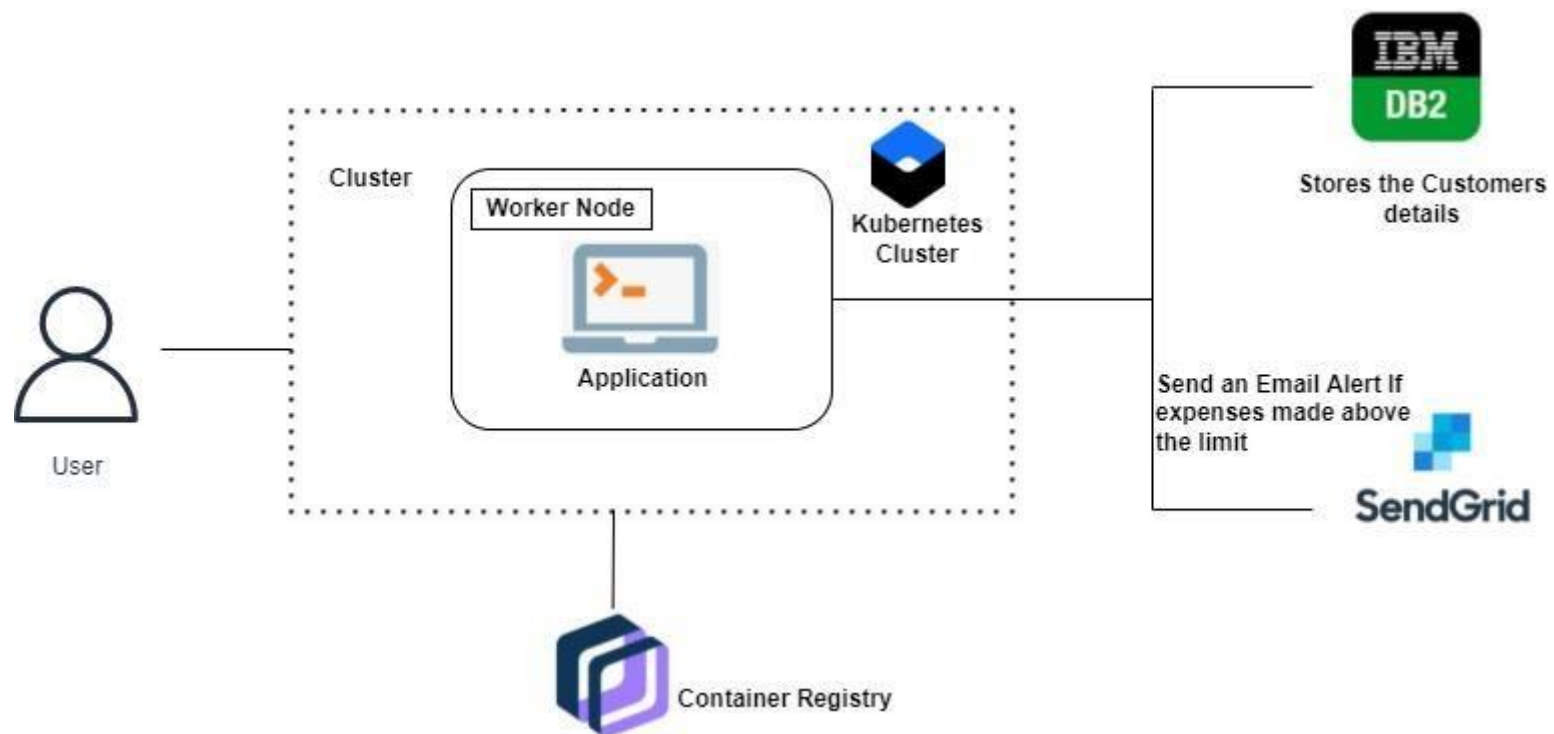 IBM
DB2
Stores the Customers
details
Cluster
Worker Node
Kubernetes
Cluster
Application
User
Send an Email Alert If
expenses made above
the limit
SendGrid
Container Registry